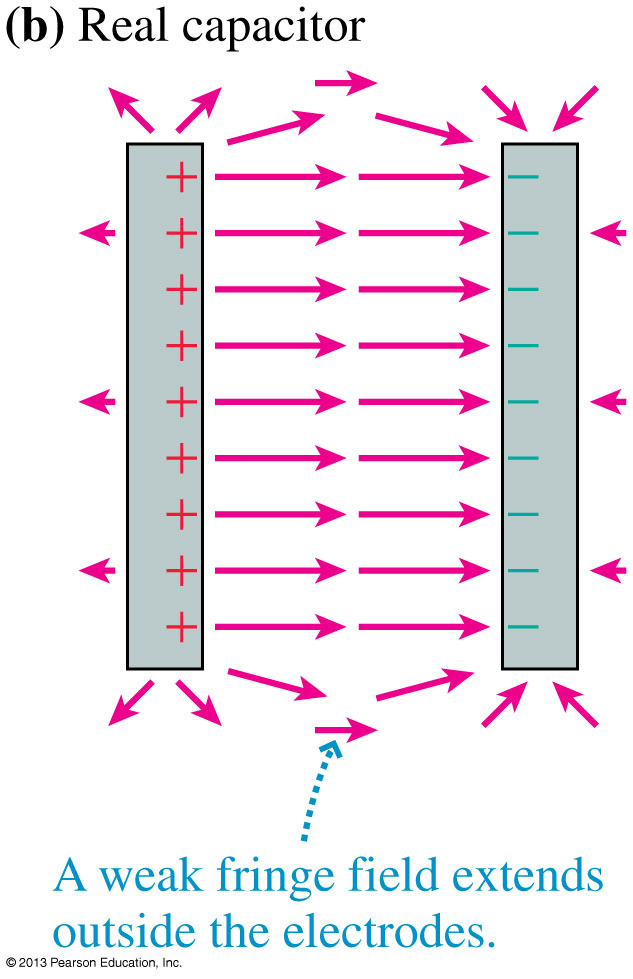 (b) Real capacitor
+ −
+ −
+ −
+ −
+ −
+ −
+ −
+ −
+ −
A weak fringe field extends
outside the electrodes.
© 2013 Pearson Education, Inc.